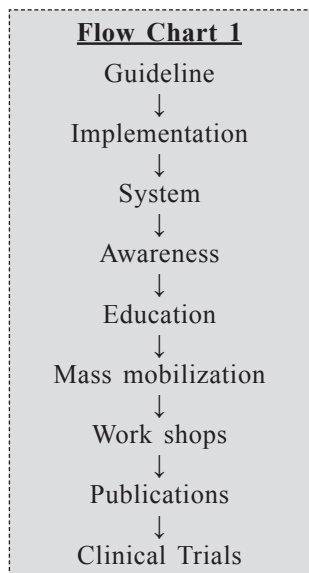 Flow Chart 1
Guideline
↓
Implementation
↓
System
↓
Awareness
↓
Education
↓
Mass mobilization
↓
Work shops
↓
Publications
↓
Clinical Trials